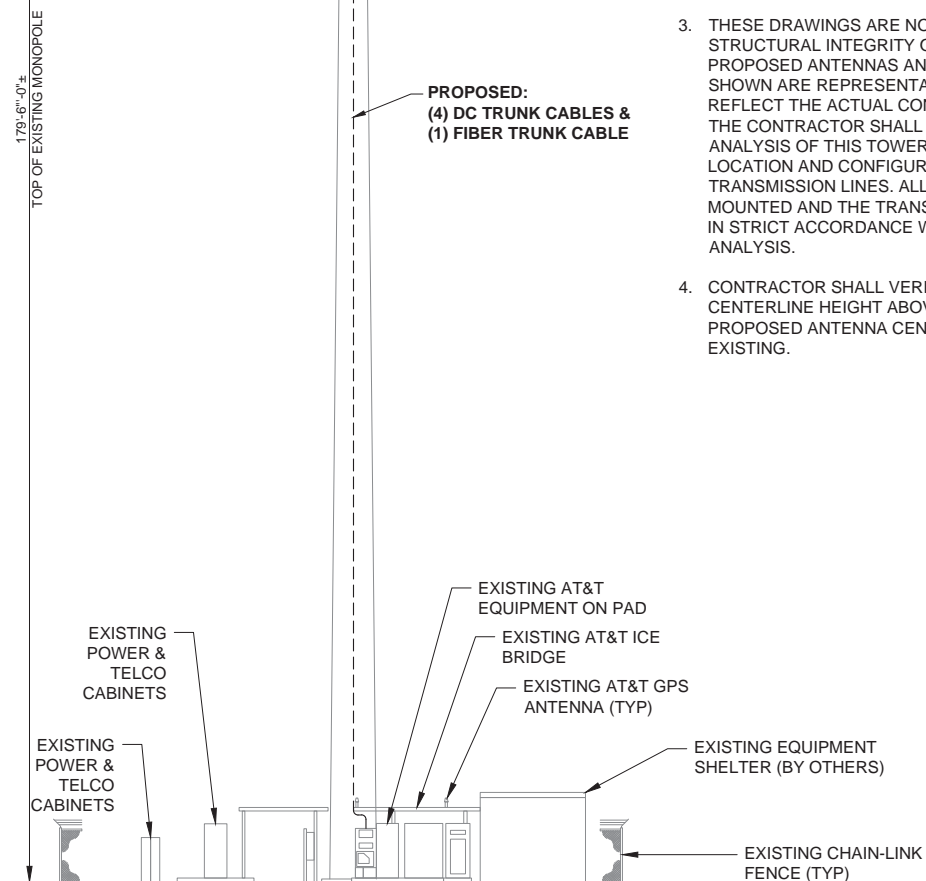 179'-6"'-0"±
TOP OF EXISTING MONOPOLE
PROPOSED:
(4) DC TRUNK CABLES &
(1) FIBER TRUNK CABLE
3. THESE DRAWINGS ARE NO
STRUCTURAL INTEGRITY O
PROPOSED ANTENNAS AN
SHOWN ARE REPRESENTA
REFLECT THE ACTUAL CON
THE CONTRACTOR SHALL
ANALYSIS OF THIS TOWER
LOCATION AND CONFIGUR
TRANSMISSION LINES. ALL
MOUNTED AND THE TRANS
IN STRICT ACCORDANCE W
ANALYSIS.
4. CONTRACTOR SHALL VERI
CENTERLINE HEIGHT ABOV
PROPOSED ANTENNA CEN
EXISTING.
EXISTING AT&T
EQUIPMENT ON PAD
EXISTING AT&T ICE
BRIDGE
EXISTING AT&T GPS
ANTENNA (TYP)
EXISTING
POWER &
TELCO
CABINETS
EXISTING
POWER &
TELCO
CABINETS
EXISTING EQUIPMENT
SHELTER (BY OTHERS)
EXISTING CHAIN-LINK
FENCE (TYP)